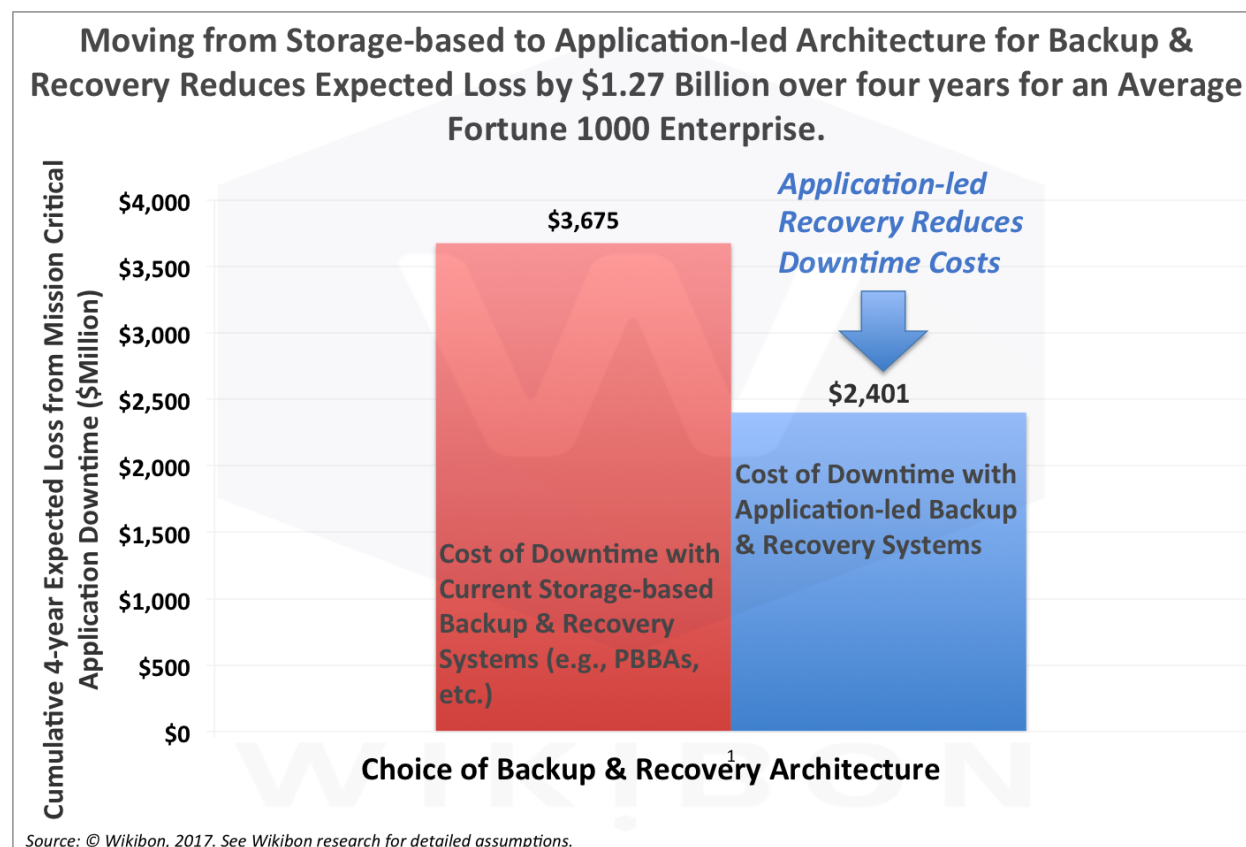 Moving from Storage-based to Application-led Architecture for Backup &
Recovery Reduces Expected Loss by $1.27 Billion over four years for an Average
Fortune 1000 Enterprise.
Cumulative 4-year Expected Loss from Mission Critical
Application Downtime ($Million)
$4,000
$3,500
$3,000
$2,500
$2,000
$1,500
$1,000
$500
$0
$3,675
Application-led
Recovery Reduces
Downtime Costs
$2,401
Cost of Downtime with
Current Storage-based
Backup & Recovery
Systems (e.g., PBBAs,
etc.)
Cost of Downtime with
Application-led Backup
& Recovery Systems
1
Choice of Backup & Recovery Architecture
WIKIBON
Source: © Wikibon, 2017. See Wikibon research for detailed assumptions.